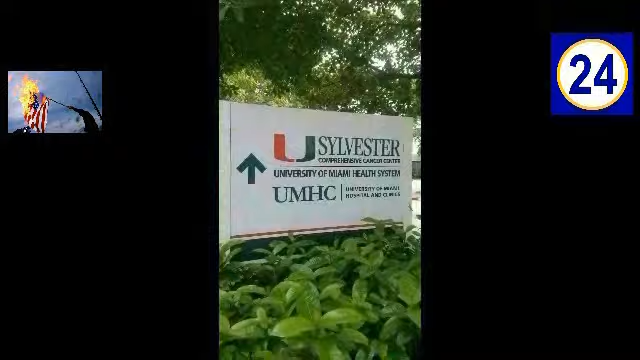 24
U SYLVESTER
COMPREHENSIVE CANCER CENTER
UNIVERSITY OF MIAMI HEALTH SYSTEM
UMHC UNIVERSITY OF MIAMI
HOSPITAL AND CLINICS